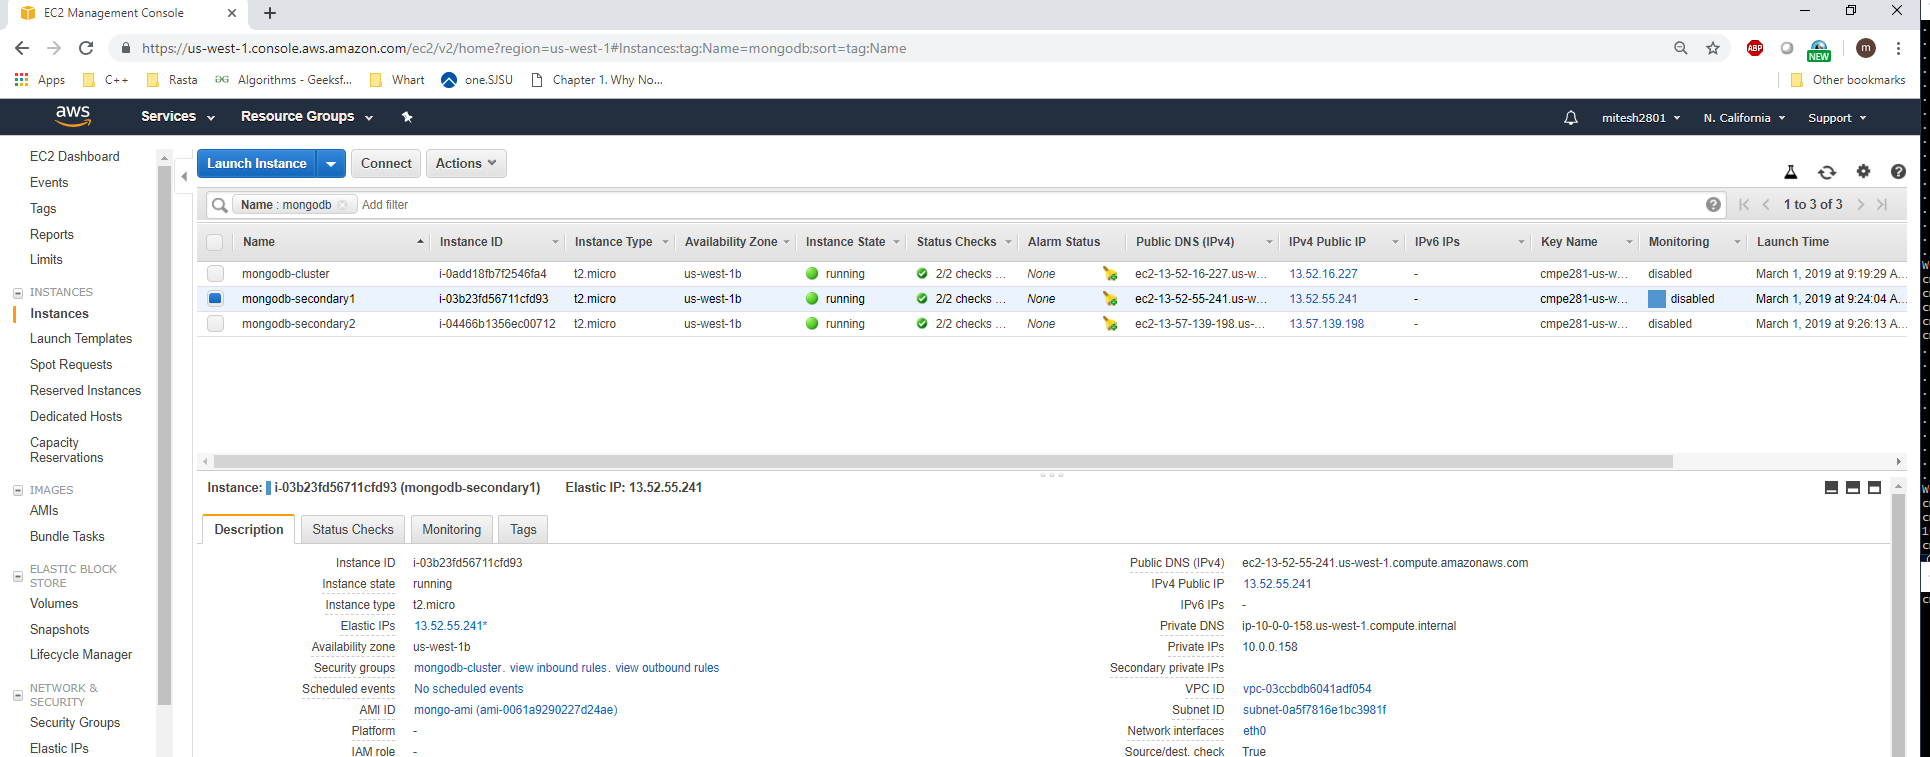 EC2 Management Console
https://us-west-1.console.aws.amazon.com/ec2/v2/home?region=us-west-1#Instances:tag:Name=mongodb;sort=tag:Name
ABP
NEW
m
Apps C++ Rasta Algorithms - Geeksf... Whart one.SJSU Chapter 1. Why No... Other bookmarks
aws Services Resource Groups mitesh2801 N. California Support
EC2 Dashboard
Events
Tags
Reports
Limits
INSTANCES
Instances
Launch Templates
Spot Requests
Reserved Instances
Dedicated Hosts
Capacity
Reservations
IMAGES
AMIs
Bundle Tasks
ELASTIC BLOCK
STORE
Volumes
Snapshots
Lifecycle Manager
NETWORK &
SECURITY
Security Groups
Elastic IPs
Launch Instance Connect Actions
Name : mongodb Add filter 1 to 3 of 3
Name Instance ID Instance Type Availability Zone Instance State Status Checks Alarm Status Public DNS (IPv4) IPv4 Public IP IPv6 IPs Key Name Monitoring Launch Time
mongodb-cluster i-0add18fb7f2546fa4 t2.micro us-west-1b running 2/2 checks ... None ec2-13-52-16-227.us-w... 13.52.16.227 - cmpe281-us-w... disabled March 1, 2019 at 9:19:29 A...
mongodb-secondary1 i-03b23fd56711cfd93 t2.micro us-west-1b running 2/2 checks ... None ec2-13-52-55-241.us-w... 13.52.55.241 - cmpe281-us-w... disabled March 1, 2019 at 9:24:04 A...
mongodb-secondary2 i-04466b1356ec00712 t2.micro us-west-1b running 2/2 checks ... None ec2-13-57-139-198.us-... 13.57.139.198 - cmpe281-us-w... disabled March 1, 2019 at 9:26:13 A...
Instance: i-03b23fd56711cfd93 (mongodb-secondary1) Elastic IP: 13.52.55.241
Description Status Checks Monitoring Tags
Instance ID i-03b23fd56711cfd93
Instance state running
Instance type t2.micro
Elastic IPs 13.52.55.241*
Availability zone us-west-1b
Security groups mongodb-cluster. view inbound rules. view outbound rules
Scheduled events No scheduled events
AMI ID mongo-ami (ami-0061a9290227d24ae)
Platform -
IAM role -
Public DNS (IPv4) ec2-13-52-55-241.us-west-1.compute.amazonaws.com
IPv4 Public IP 13.52.55.241
IPv6 IPs -
Private DNS ip-10-0-0-158.us-west-1.compute.internal
Private IPs 10.0.0.158
Secondary private IPs
VPC ID vpc-03ccbdb6041adf054
Subnet ID subnet-0a5f7816e1bc3981f
Network interfaces eth0
Source/dest. check True